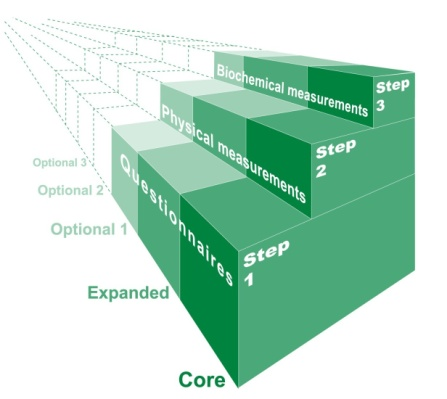 Biochemical measurements
Step
3
Physical measurements
Step
2
Questionnaires
Step
1
Optional 3
Optional 2
Optional 1
Expanded
Core